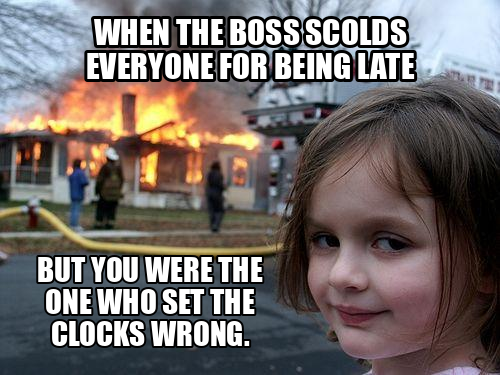 WHEN THE BOSS SCOLDS
EVERYONE FOR BEING LATE
BUT YOU WERE THE
ONE WHO SET THE
CLOCKS WRONG.